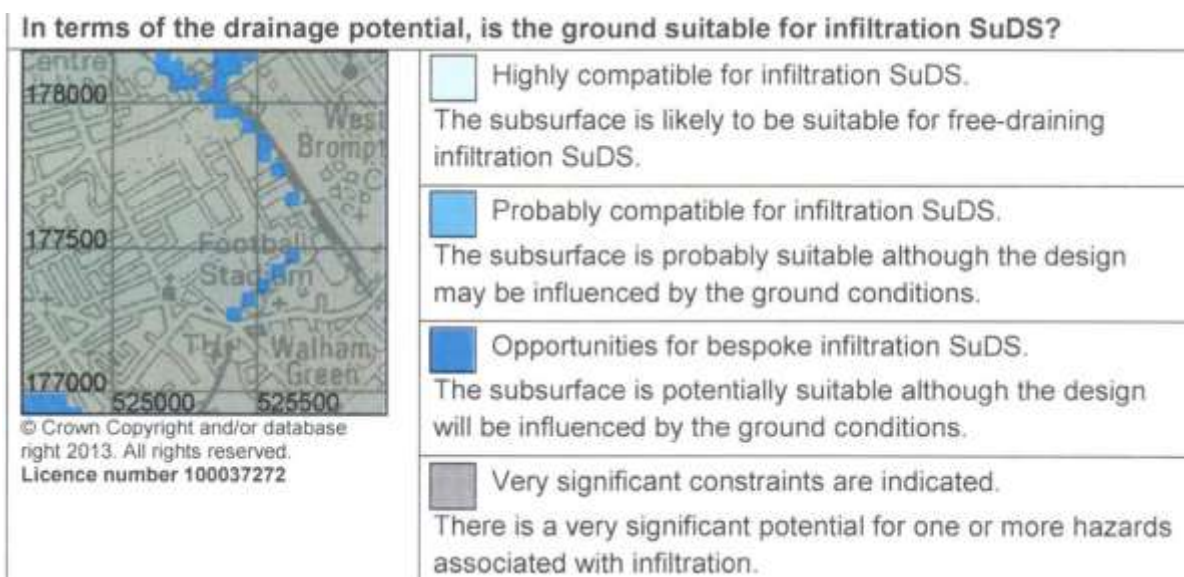 In terms of the drainage potential, is the ground suitable for infiltration SuDS?
Centre
178000
West
Brompt
177500
Football
Stadium
Walham
Green
177000
525000
525500
© Crown Copyright and/or database
right 2013. All rights reserved.
Licence number 100037272
Highly compatible for infiltration SuDS.
The subsurface is likely to be suitable for free-draining
infiltration SuDS.
Probably compatible for infiltration SuDS.
The subsurface is probably suitable although the design
may be influenced by the ground conditions.
Opportunities for bespoke infiltration SuDS.
The subsurface is potentially suitable although the design
will be influenced by the ground conditions.
Very significant constraints are indicated.
There is a very significant potential for one or more hazards
associated with infiltration.